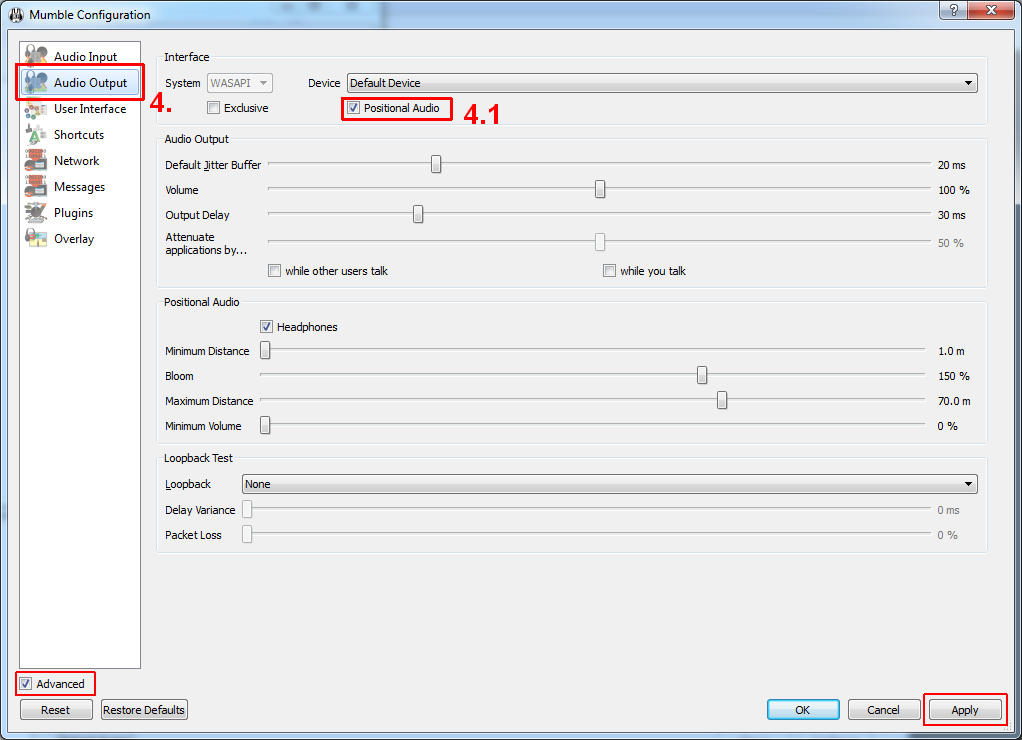 Mumble Configuration
Audio Input
Audio Output
4.
User Interface
Shortcuts
Network
Messages
Plugins
Overlay
Interface
System WASAPI Device Default Device
Exclusive Positional Audio 4.1
Audio Output
Default Jitter Buffer 20 ms
Volume 100 %
Output Delay 30 ms
Attenuate
applications by... 50 %
while other users talk while you talk
Positional Audio
Headphones
Minimum Distance 1.0 m
Bloom 150 %
Maximum Distance 70.0 m
Minimum Volume 0 %
Loopback Test
Loopback None
Delay Variance 0 ms
Packet Loss 0 %
Advanced
Reset Restore Defaults OK Cancel Apply